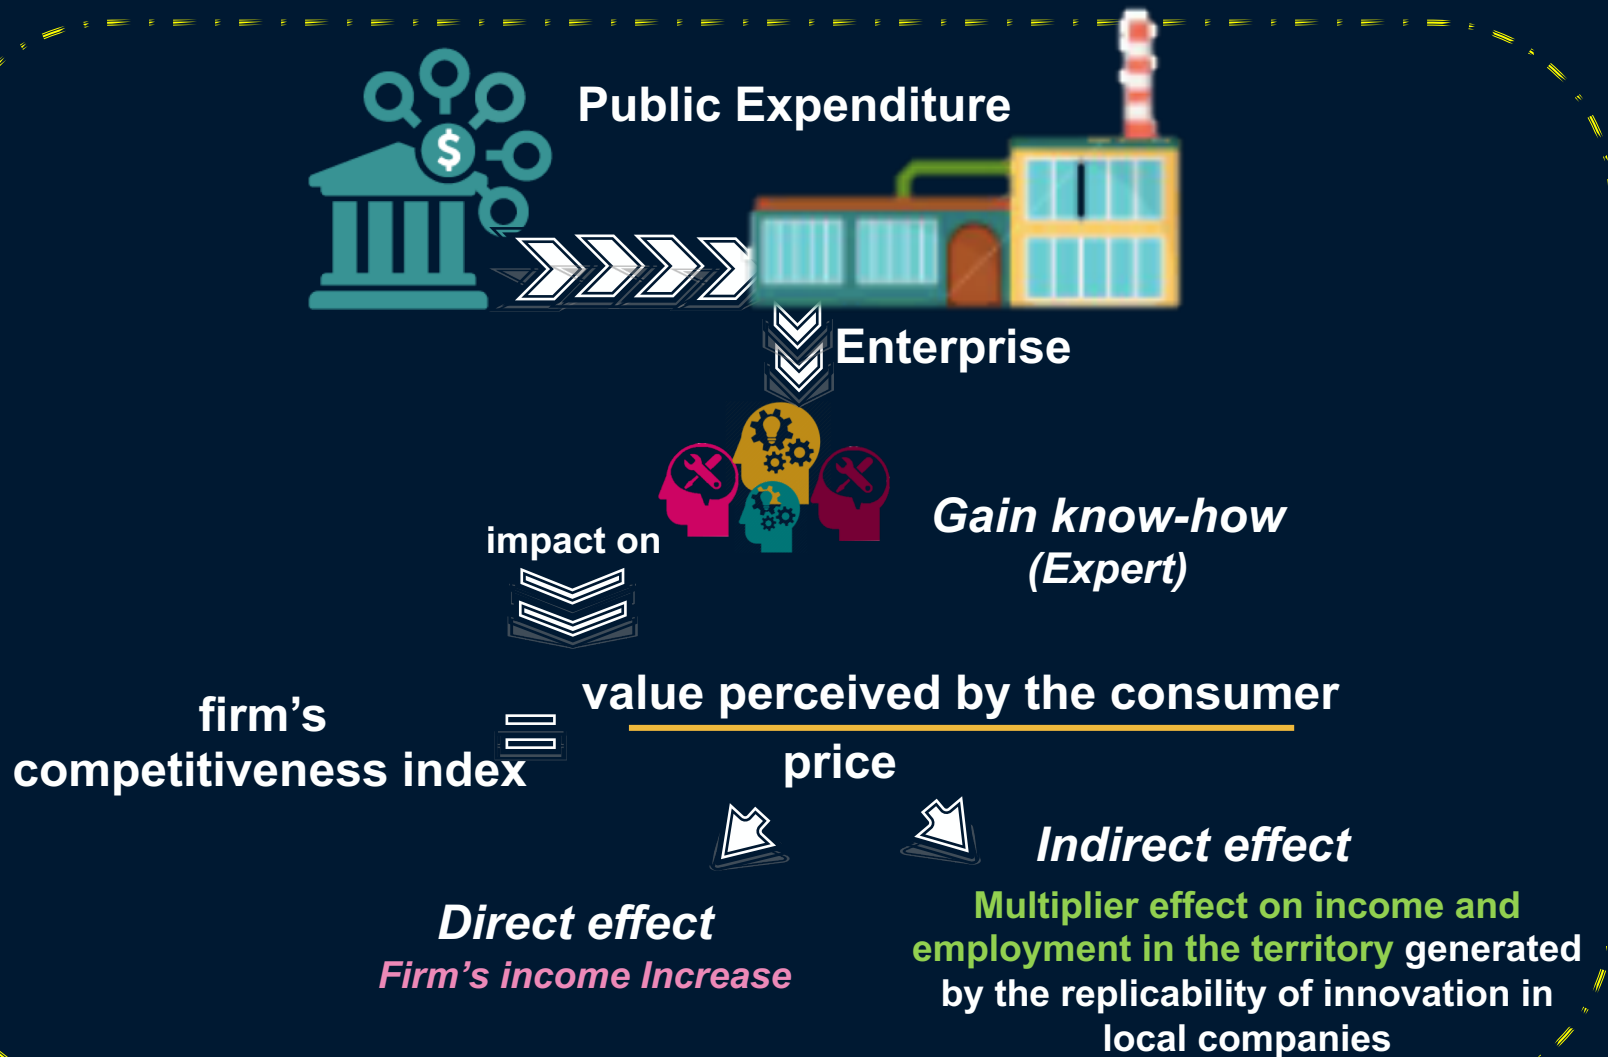 Public Expenditure
$
Enterprise
Gain know-how
(Expert)
impact on
firm’s
competitiveness index
=
value perceived by the consumer
price
Direct effect
Firm’s income Increase
Indirect effect
Multiplier effect on income and
employment in the territory generated
by the replicability of innovation in
local companies